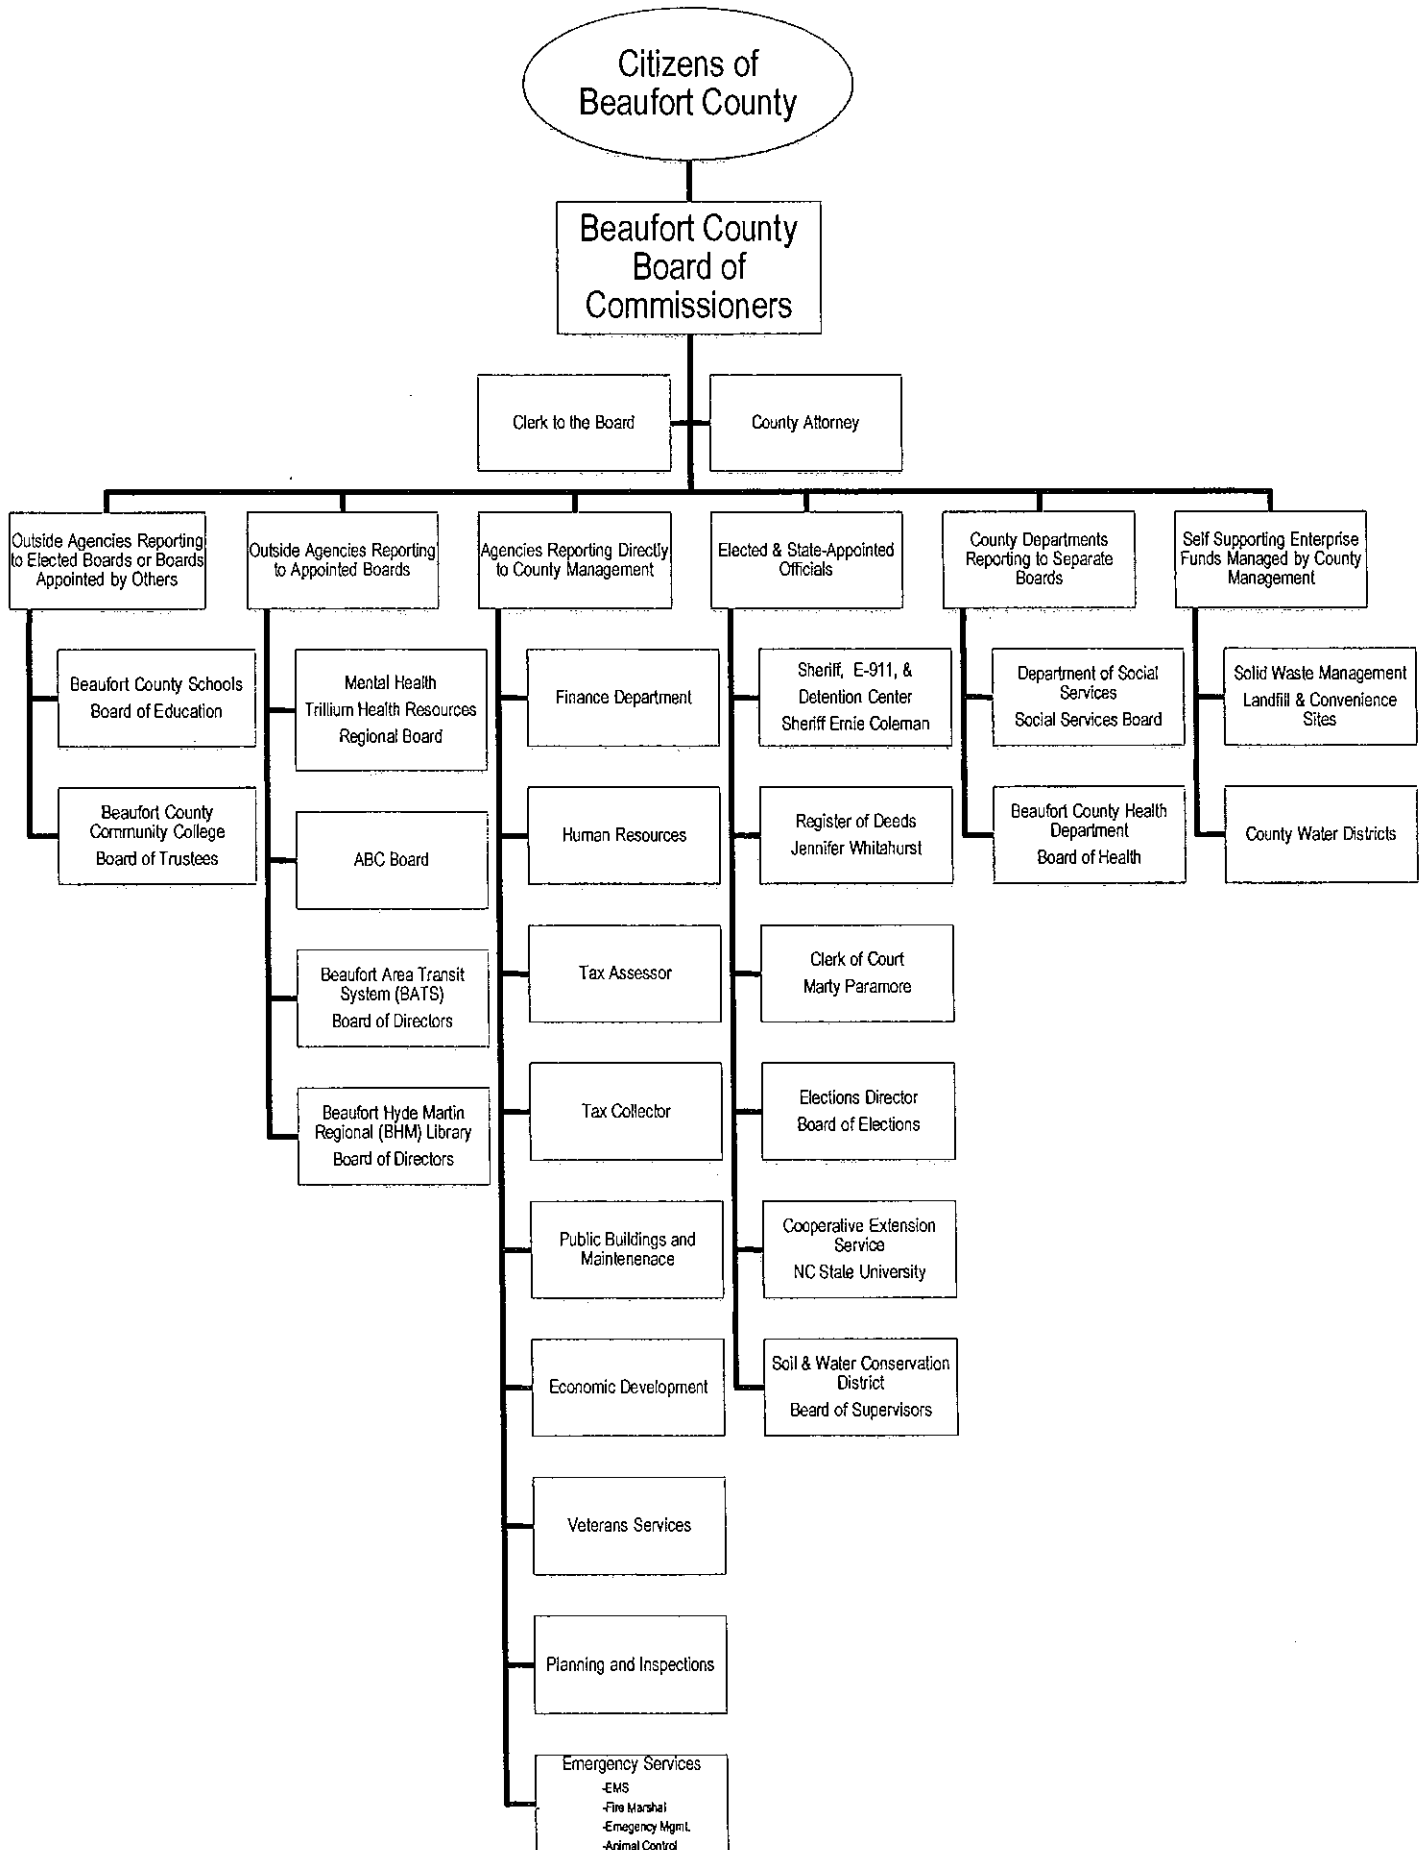 Citizens of
Beaufort County
Beaufort County
Board of
Commissioners
Clerk to the Board
County Attorney
Outside Agencies Reporting
to Elected Boards or Boards
Appointed by Others
Beaufort County Schools
Board of Education
Beaufort County
Community College
Board of Trustees
Outside Agencies Reporting
to Appointed Boards
Mental Health
Trillium Health Resources
Regional Board
ABC Board
Beaufort Area Transit
System (BATS)
Board of Directors
Beaufort Hyde Martin
Regional (BHM) Library
Board of Directors
Agencies Reporting Directly
to County Management
Finance Department
Human Resources
Tax Assessor
Tax Collector
Public Buildings and
Maintenenace
Economic Development
Veterans Services
Planning and Inspections
Emergency Services
-EMS
-Fire Marshal
-Emegency Mgmt.
-Animal Control
Elected & State-Appointed
Officials
Sheriff, E-911, &
Detention Center
Sheriff Ernie Coleman
Register of Deeds
Jennifer Whitahurst
Clerk of Court
Marty Paramore
Elections Director
Board of Elections
Cooperative Extension
Service
NC State University
Soil & Water Conservation
District
Beard of Supervisors
County Departments
Reporting to Separate
Boards
Department of Social
Services
Social Services Board
Beaufort County Health
Department
Board of Health
Self Supporting Enterprise
Funds Managed by County
Management
Solid Waste Management
Landfill & Convenience
Sites
County Water Districts